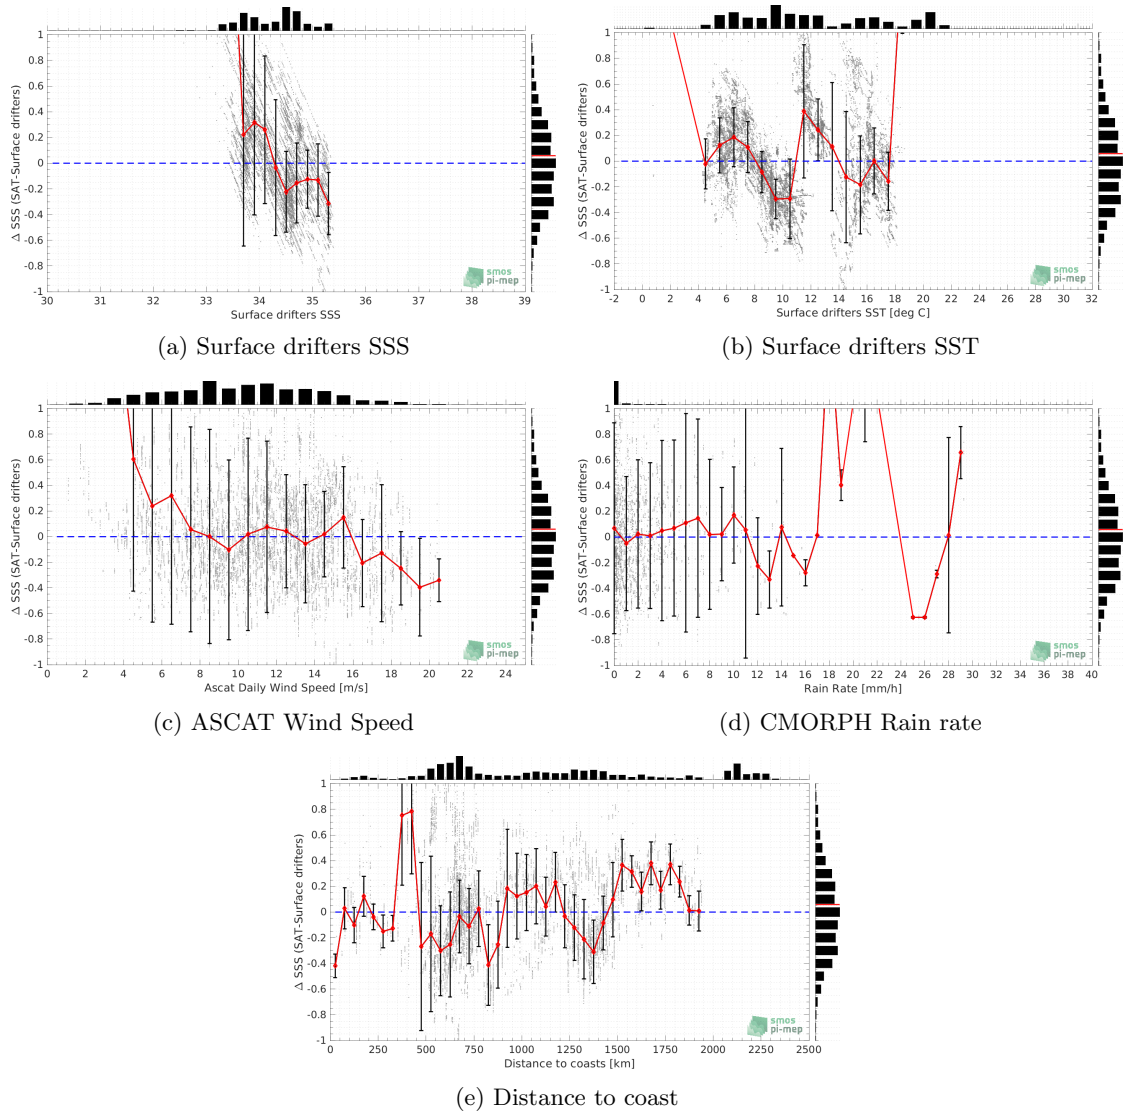 1
0.8
0.6
0.4
0.2
0
-0.2
-0.4
-0.6
-0.8
-1
Δ SSS (SAT-Surface drifters)
smos
pi-mep
30 31 32 33 34 35 36 37 38 39
Surface drifters SSS
(a) Surface drifters SSS
1
0.8
0.6
0.4
0.2
0
-0.2
-0.4
-0.6
-0.8
-1
Δ SSS (SAT-Surface drifters)
smos
pi-mep
-2 0 2 4 6 8 10 12 14 16 18 20 22 24 26 28 30 32
Surface drifters SST [deg C]
(b) Surface drifters SST
1
0.8
0.6
0.4
0.2
0
-0.2
-0.4
-0.6
-0.8
-1
Δ SSS (SAT-Surface drifters)
smos
pi-mep
0 2 4 6 8 10 12 14 16 18 20 22 24
Ascat Daily Wind Speed [m/s]
(c) ASCAT Wind Speed
1
0.8
0.6
0.4
0.2
0
-0.2
-0.4
-0.6
-0.8
-1
Δ SSS (SAT-Surface drifters)
smos
pi-mep
0 2 4 6 8 10 12 14 16 18 20 22 24 26 28 30 32 34 36 38 40
Rain Rate [mm/h]
(d) CMORPH Rain rate
1
0.8
0.6
0.4
0.2
0
-0.2
-0.4
-0.6
-0.8
-1
Δ SSS (SAT-Surface drifters)
smos
pi-mep
0 250 500 750 1000 1250 1500 1750 2000 2250 2500
Distance to coasts [km]
(e) Distance to coast